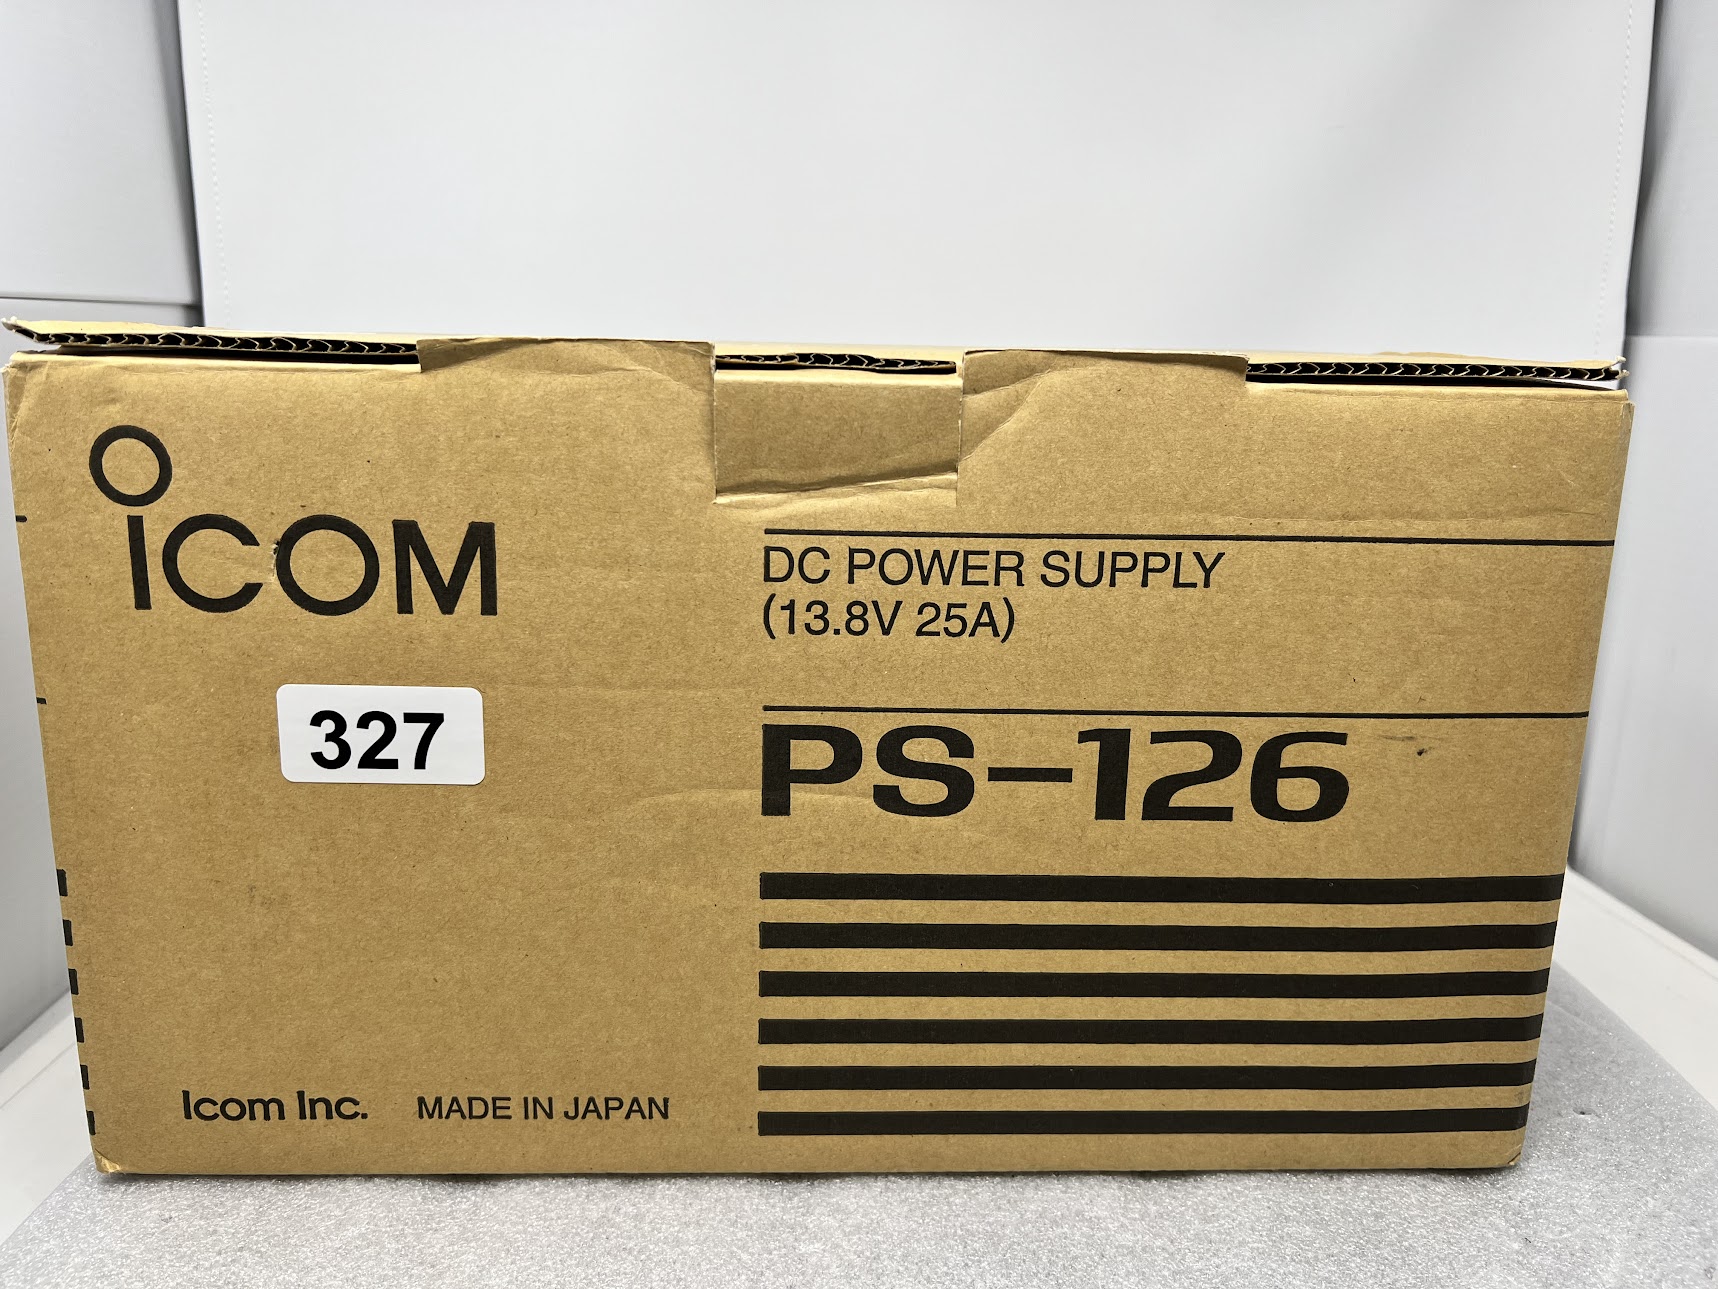 ICOM
DC POWER SUPPLY
(13.8V 25A)
327
PS-126
Icom Inc. MADE IN JAPAN